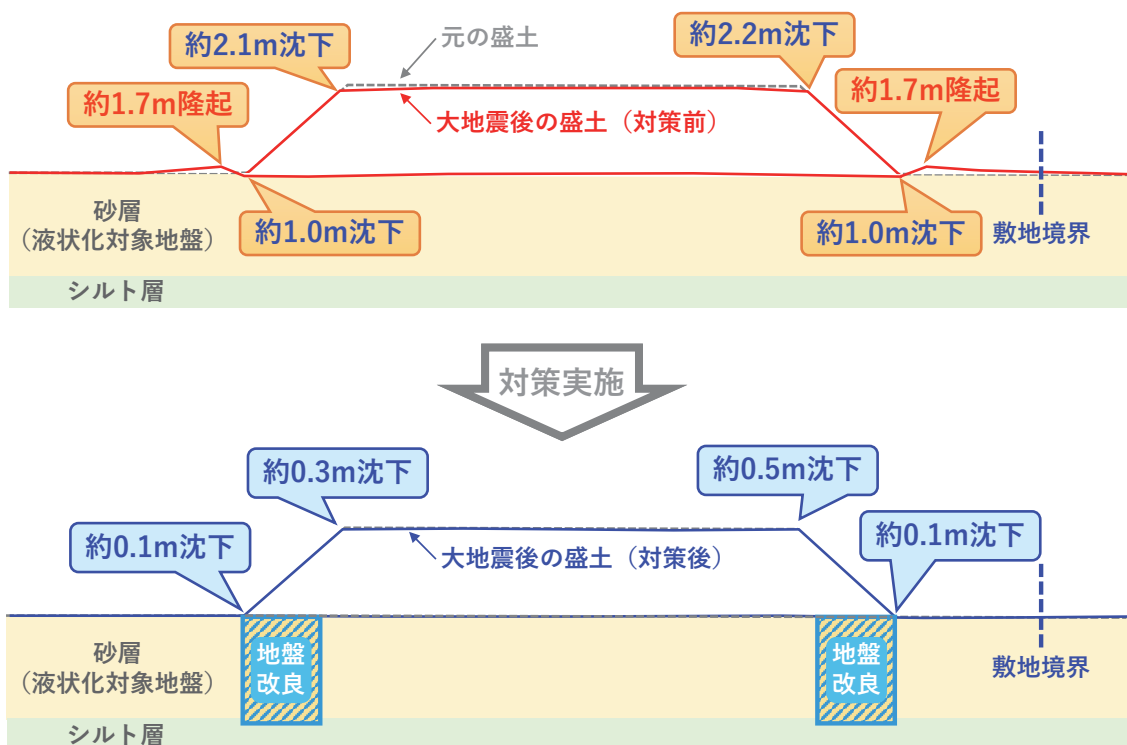 元の盛土
約2.1m沈下
約2.2m沈下
約1.7m隆起
約1.7m隆起
大地震後の盛土（対策前）
砂層
（液状化対象地盤）
約1.0m沈下
約1.0m沈下
敷地境界
シルト層
対策実施
約0.3m沈下
約0.5m沈下
約0.1m沈下
約0.1m沈下
大地震後の盛土（対策後）
砂層
（液状化対象地盤）
地盤
改良
地盤
改良
敷地境界
シルト層